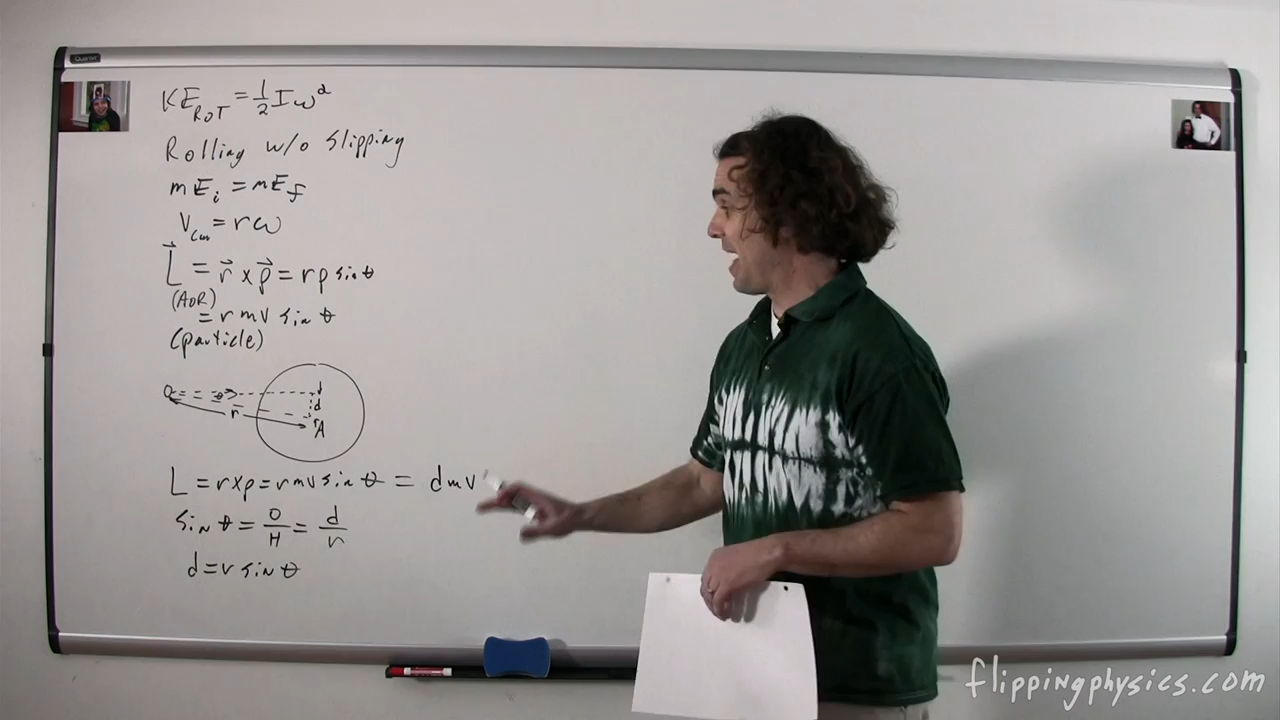 Quartet
KE_ROT = 1/2 Iω²
Rolling w/o slipping
mE_i = mE_f
V_cm = rω
L⃗ = r⃗ x p⃗ = rp sin θ
(AOR)
= rmv sin θ
(particle)
O = = = θ > d
d
r A
L = rxp = rmv sin θ = dmv
sin θ = O/H = d/r
d = r sin θ
flippingphysics.com